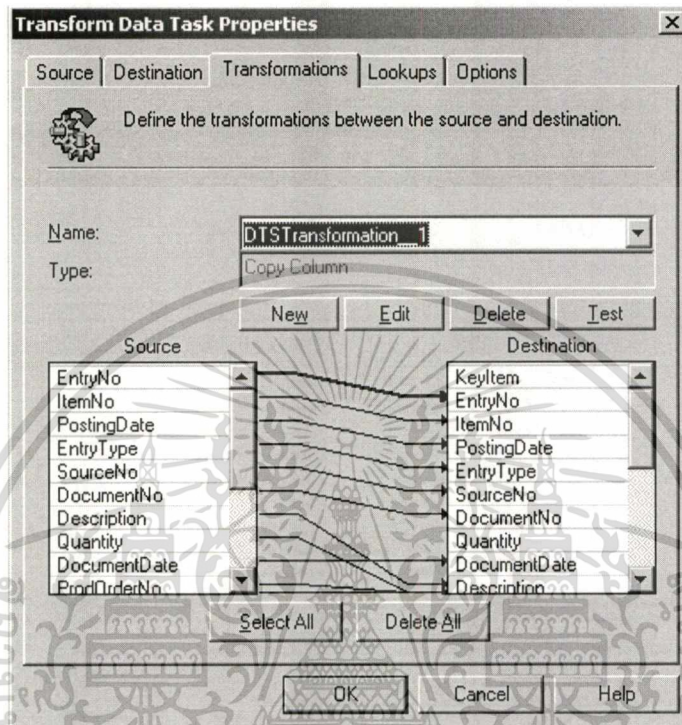 Transform Data Task Properties
Source Destination Transformations Lookups Options
Define the transformations between the source and destination.
Name: DTSTransformation__1
Type: Copy Column
New Edit Delete Test
Source
Destination
EntryNo
ItemNo
PostingDate
EntryType
SourceNo
DocumentNo
Description
Quantity
DocumentDate
ProdOrderNo
KeyItem
EntryNo
ItemNo
PostingDate
EntryType
SourceNo
DocumentNo
Quantity
DocumentDate
Description
Select All Delete All
OK Cancel Help